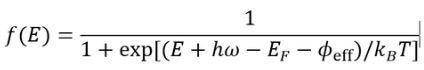 f(E) = 1 / (1 + exp[(E + hω − E_F − ϕ_eff)/k_BT])